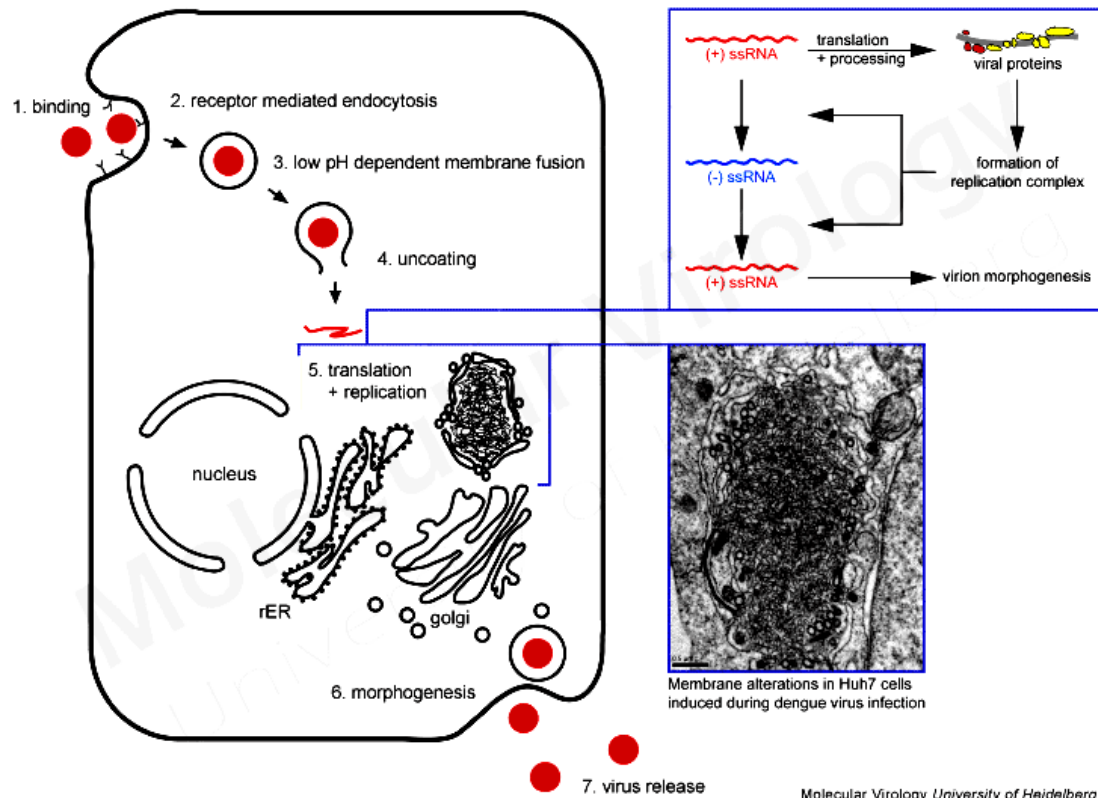 1. binding
2. receptor mediated endocytosis
3. low pH dependent membrane fusion
4. uncoating
5. translation
+ replication
nucleus
rER
golgi
6. morphogenesis
7. virus release
(+) ssRNA
translation
+ processing
viral proteins
(-) ssRNA
formation of
replication complex
(+) ssRNA
virion morphogenesis
Membrane alterations in Huh7 cells
induced during dengue virus infection
Molecular Virology University of Heidelberg
Molecular Virology